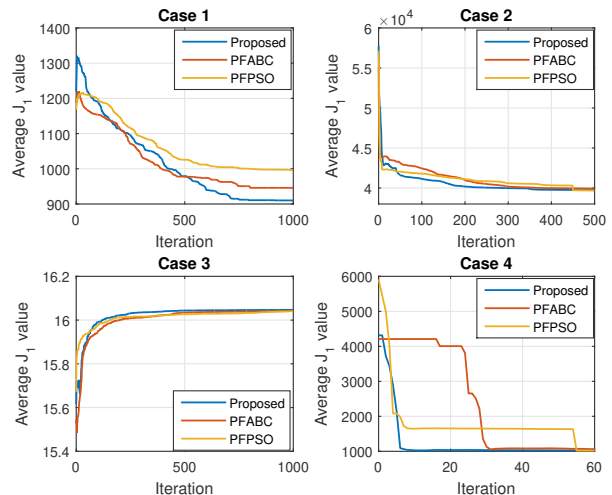 Case 1
Average J1 value
1400
1300
1200
1100
1000
900
0
500
1000
Iteration
Proposed
PFABC
PFPSO
Case 2
× 10^4
Average J1 value
6
5.5
5
4.5
4
0
100
200
300
400
500
Iteration
Proposed
PFABC
PFPSO
Case 3
Average J1 value
16.2
16
15.8
15.6
15.4
0
500
1000
Iteration
Proposed
PFABC
PFPSO
Case 4
Average J1 value
6000
5000
4000
3000
2000
1000
0
20
40
60
Iteration
Proposed
PFABC
PFPSO